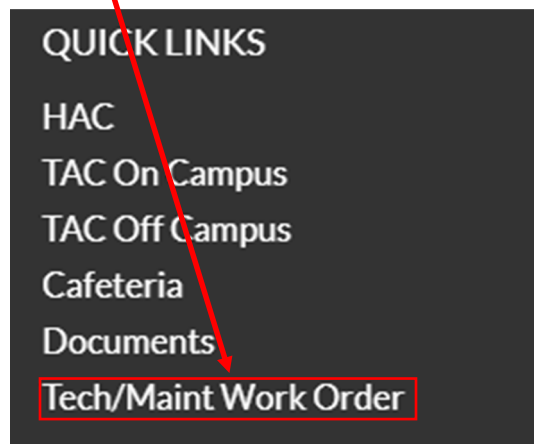 QUICK LINKS
HAC
TAC On Campus
TAC Off Campus
Cafeteria
Documents
Tech/Maint Work Order